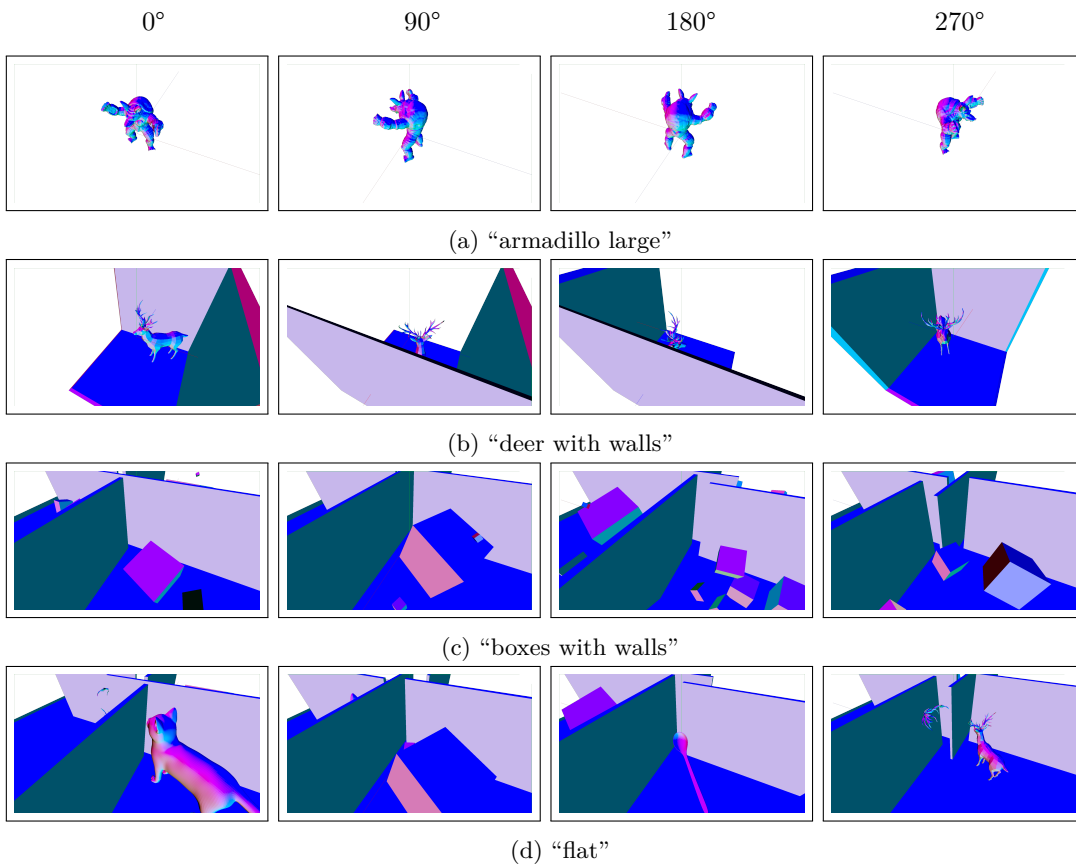 0° 90° 180° 270°
(a) “armadillo large”
(b) “deer with walls”
(c) “boxes with walls”
(d) “flat”